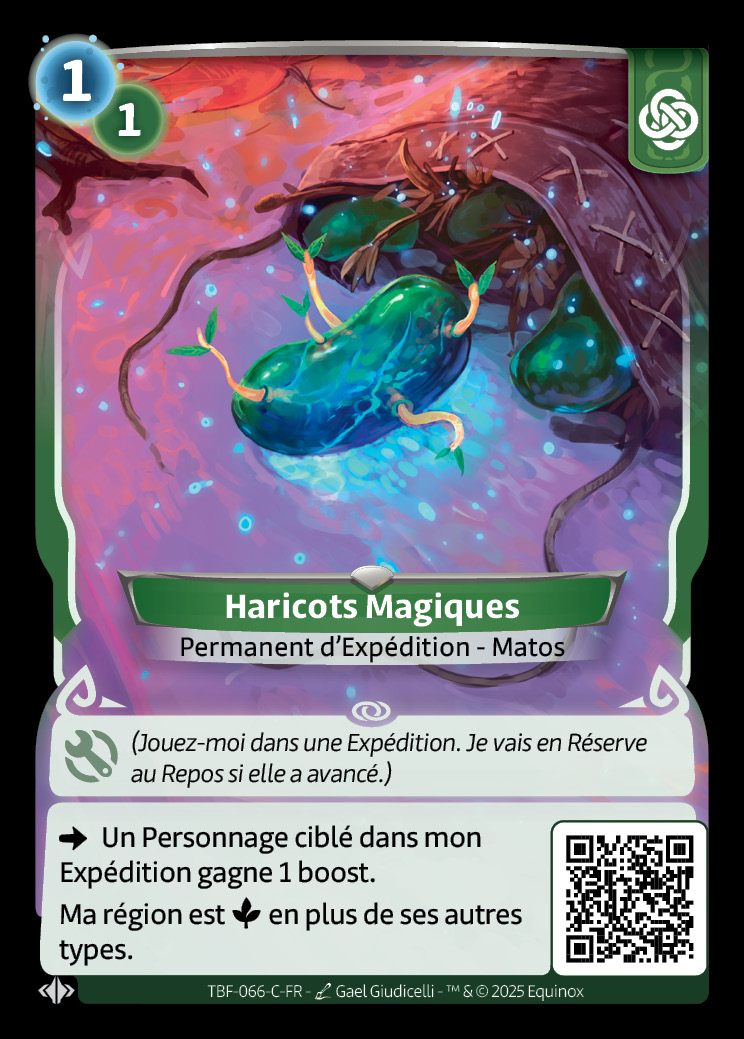 1
1
Haricots Magiques
Permanent d'Expédition - Matos
(Jouez-moi dans une Expédition. Je vais en Réserve
au Repos si elle a avancé.)
Un Personnage ciblé dans mon
Expédition gagne 1 boost.
Ma région est en plus de ses autres
types.
TBF-066-C-FR - Gael Giudicelli - ™ & © 2025 Equinox